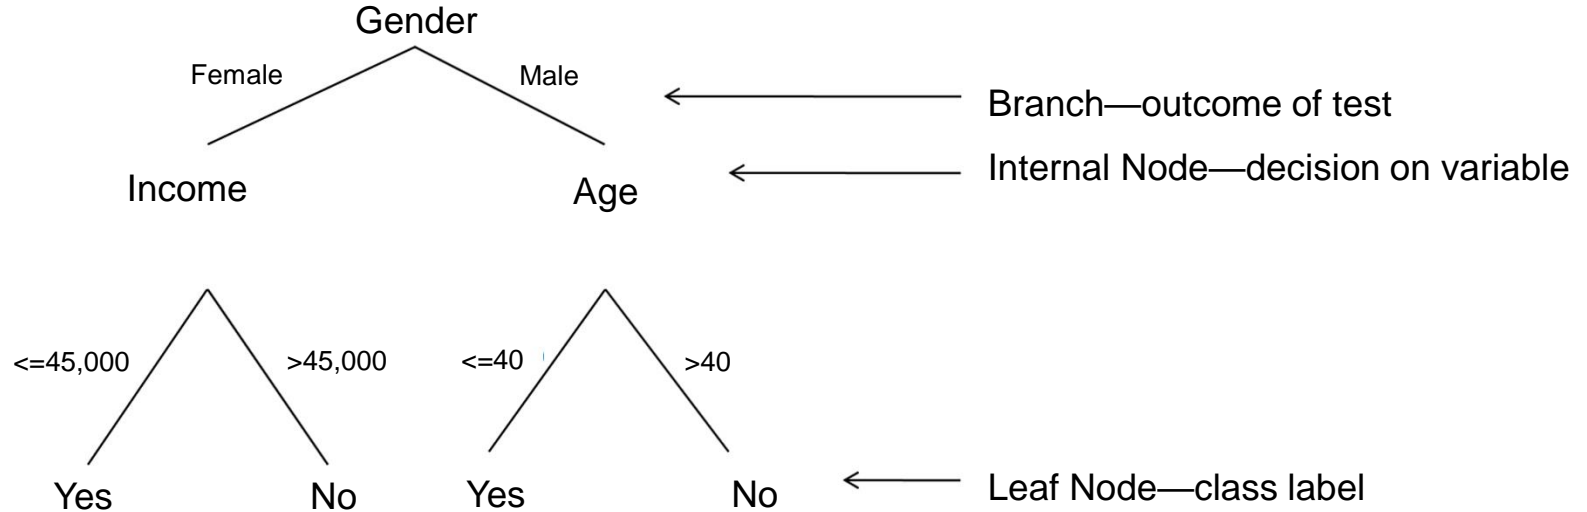 Gender
Female
Male
Branch—outcome of test
Internal Node—decision on variable
Income
Age
<=45,000
>45,000
<=40
>40
Yes
No
Yes
No
Leaf Node—class label